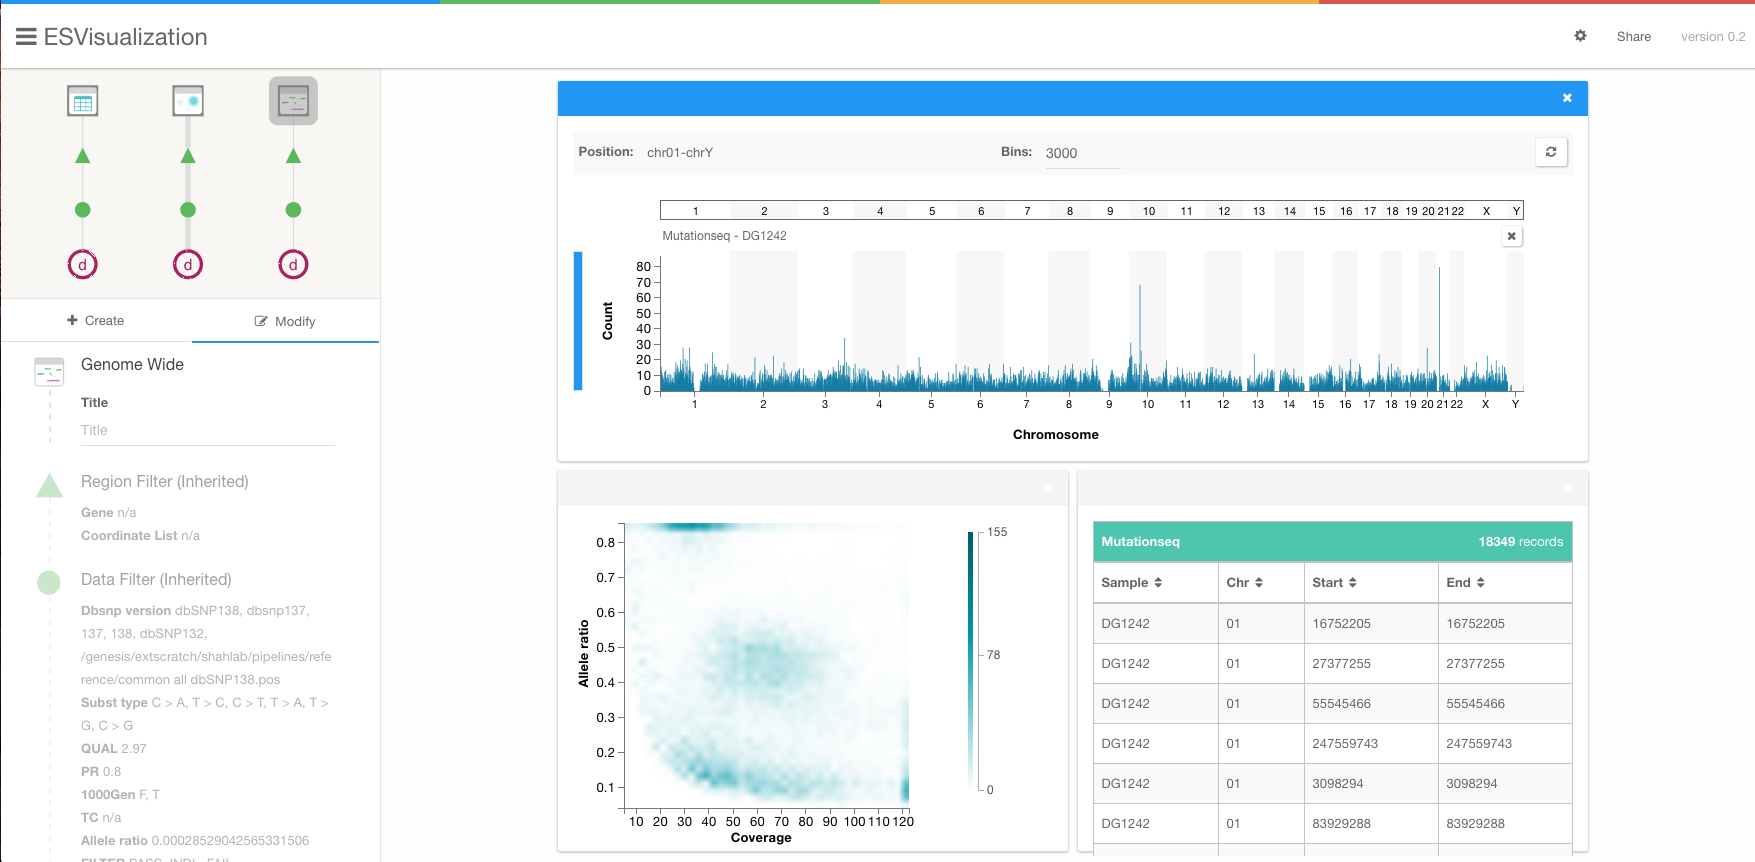 ESVisualization
Share
version 0.2
d
d
d
Create
Modify
Genome Wide
Title
Title
Region Filter (Inherited)
Gene n/a
Coordinate List n/a
Data Filter (Inherited)
Dbsnp version dbSNP138, dbsnp137,
137, 138, dbSNP132,
/genesis/extscratch/shahlab/pipelines/refe
rence/common all dbSNP138.pos
Subst type C > A, T > C, C > T, T > A, T >
G, C > G
QUAL 2.97
PR 0.8
1000Gen F, T
TC n/a
Allele ratio 0.00028529042565331506
FILTER PASS, INDL, FAIL
Position: chr01-chrY
Bins: 3000
1 2 3 4 5 6 7 8 9 10 11 12 13 14 15 16 17 18 19 20 21 22 X Y
Mutationseq - DG1242
Count
80
70
60
50
40
30
20
10
0
1 2 3 4 5 6 7 8 9 10 11 12 13 14 15 16 17 18 19 20 21 22 X Y
Chromosome
Allele ratio
0.8
0.7
0.6
0.5
0.4
0.3
0.2
0.1
10 20 30 40 50 60 70 80 90 100 110 120
Coverage
155
78
0
Mutationseq 18349 records
Sample Chr Start End
DG1242 01 16752205 16752205
DG1242 01 27377255 27377255
DG1242 01 55545466 55545466
DG1242 01 247559743 247559743
DG1242 01 3098294 3098294
DG1242 01 83929288 83929288